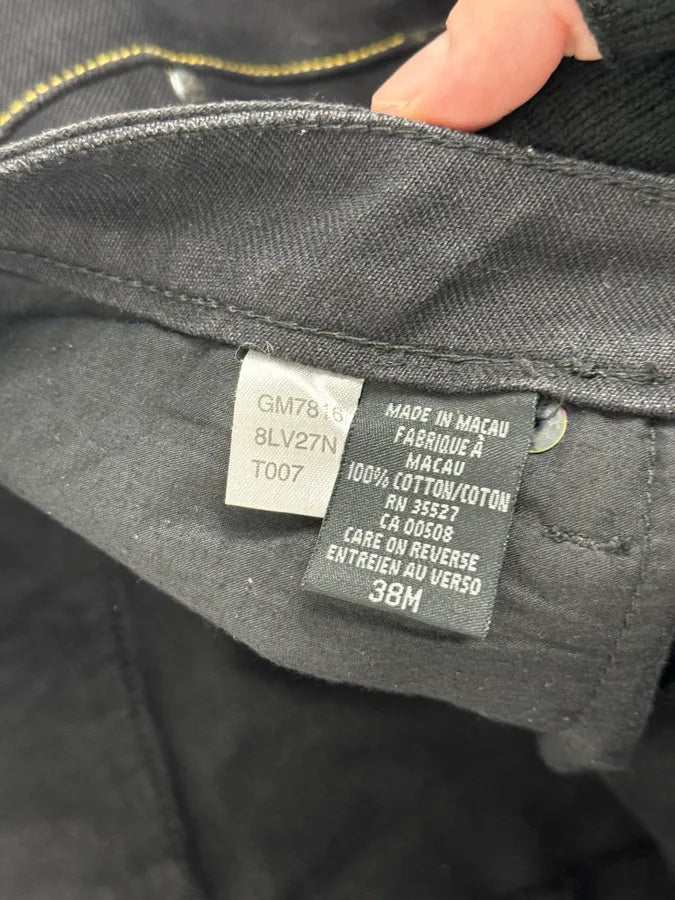 GM7816
8LV27N
T007
MADE IN MACAU
FABRIQUE À
MACAU
100% COTTON/COTON
RN 35527
CA 00508
CARE ON REVERSE
ENTREIEN AU VERSO
38M